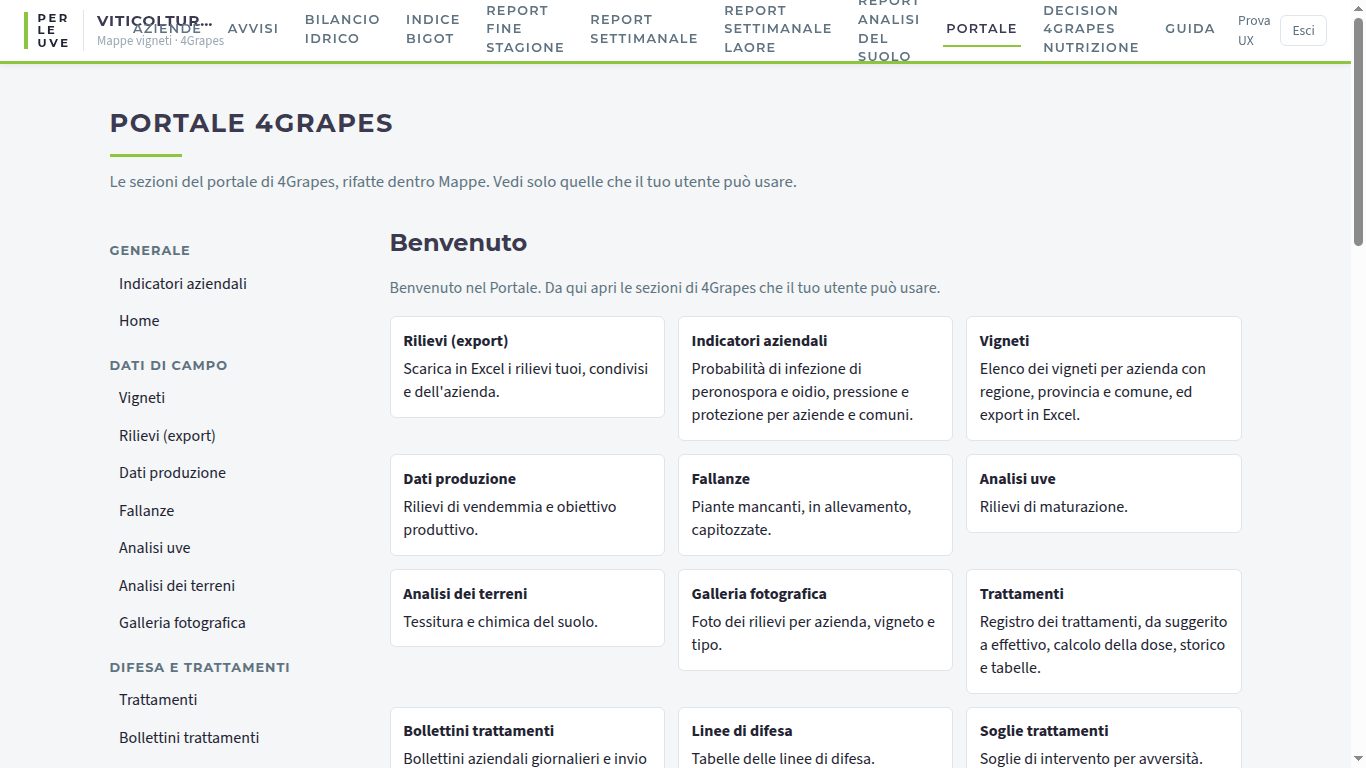 PER
LE
UVE
VITICOLTUR...
Mappe vigneti · 4Grapes
AZIENDE
AVVISI
BILANCIO
IDRICO
INDICE
BIGOT
REPORT
FINE
STAGIONE
REPORT
SETTIMANALE
REPORT
SETTIMANALE
LAORE
REPORT
ANALISI
DEL
SUOLO
PORTALE
DECISION
4GRAPES
NUTRIZIONE
GUIDA
Prova
UX
Esci
PORTALE 4GRAPES
Le sezioni del portale di 4Grapes, rifatte dentro Mappe. Vedi solo quelle che il tuo utente può usare.
GENERALE
Indicatori aziendali
Home
DATI DI CAMPO
Vigneti
Rilievi (export)
Dati produzione
Fallanze
Analisi uve
Analisi dei terreni
Galleria fotografica
DIFESA E TRATTAMENTI
Trattamenti
Bollettini trattamenti
Benvenuto
Benvenuto nel Portale. Da qui apri le sezioni di 4Grapes che il tuo utente può usare.
Rilievi (export)
Scarica in Excel i rilievi tuoi, condivisi
e dell'azienda.
Indicatori aziendali
Probabilità di infezione di
peronospora e oidio, pressione e
protezione per aziende e comuni.
Vigneti
Elenco dei vigneti per azienda con
regione, provincia e comune, ed
export in Excel.
Dati produzione
Rilievi di vendemmia e obiettivo
produttivo.
Fallanze
Piante mancanti, in allevamento,
capitozzate.
Analisi uve
Rilievi di maturazione.
Analisi dei terreni
Tessitura e chimica del suolo.
Galleria fotografica
Foto dei rilievi per azienda, vigneto e
tipo.
Trattamenti
Registro dei trattamenti, da suggerito
a effettivo, calcolo della dose, storico
e tabelle.
Bollettini trattamenti
Bollettini aziendali giornalieri e invio
Linee di difesa
Tabelle delle linee di difesa.
Soglie trattamenti
Soglie di intervento per avversità.